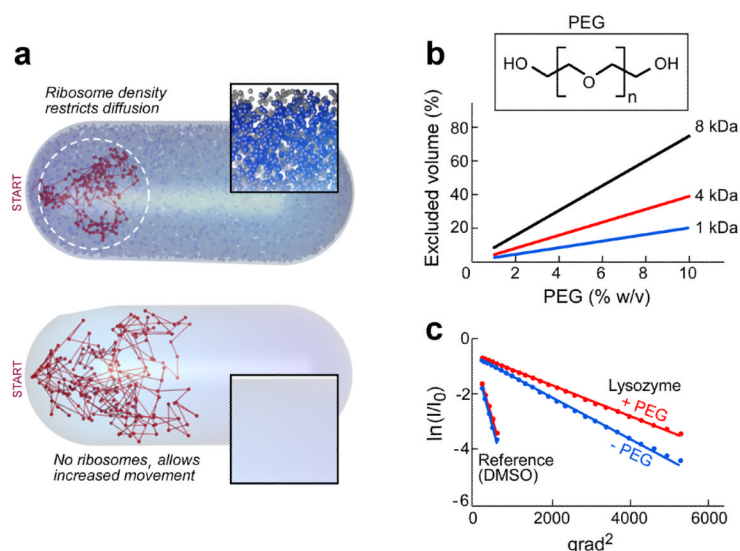 a
Ribosome density
restricts diffusion
START
START
No ribosomes, allows
increased movement
b
PEG
HO
O
n
OH
Excluded volume (%)
80
60
40
20
8 kDa
4 kDa
1 kDa
2
4
6
8
10
PEG (% w/v)
c
ln(I/I0)
0
-2
-4
-6
Lysozyme
+ PEG
- PEG
Reference
(DMSO)
0
2000
4000
6000
grad²